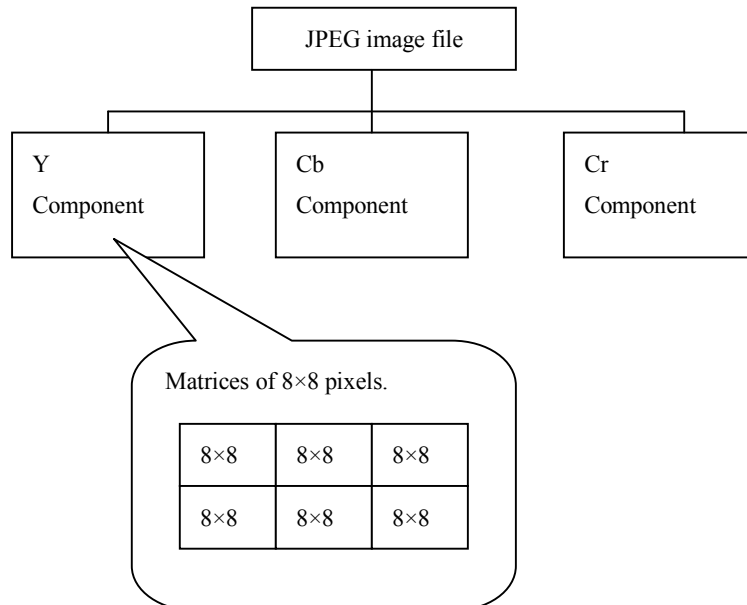 JPEG image file
Y
Component
Cb
Component
Cr
Component
Matrices of 8×8 pixels.
8×8 8×8 8×8
8×8 8×8 8×8